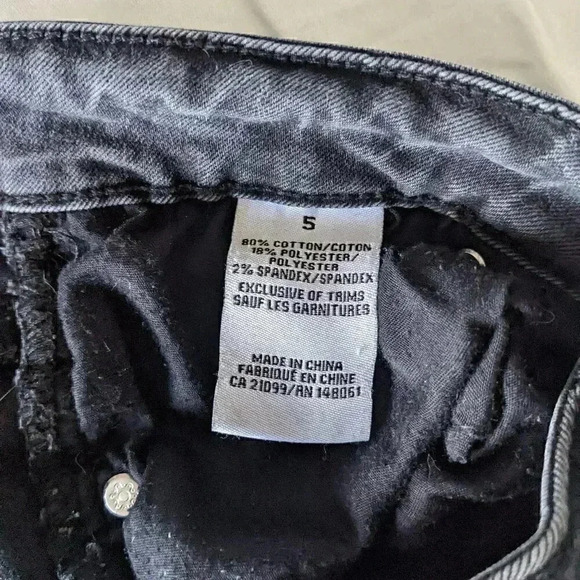 5
80% COTTON/COTON
18% POLYESTER/
POLYESTER
2% SPANDEX/SPANDEX
EXCLUSIVE OF TRIMS
SAUF LES GARNITURES
MADE IN CHINA
FABRIQUÉ EN CHINE
CA 21099/RN 148061